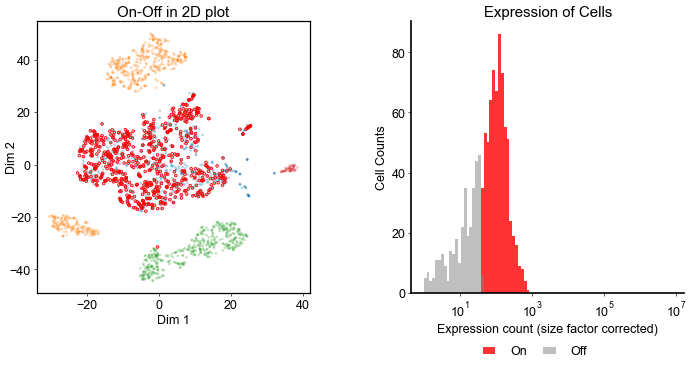 On-Off in 2D plot
Dim 2
40
20
0
−20
−40
−20 0 20 40
Dim 1
Expression of Cells
Cell Counts
80
60
40
20
0
10^1 10^3 10^5 10^7
Expression count (size factor corrected)
On Off